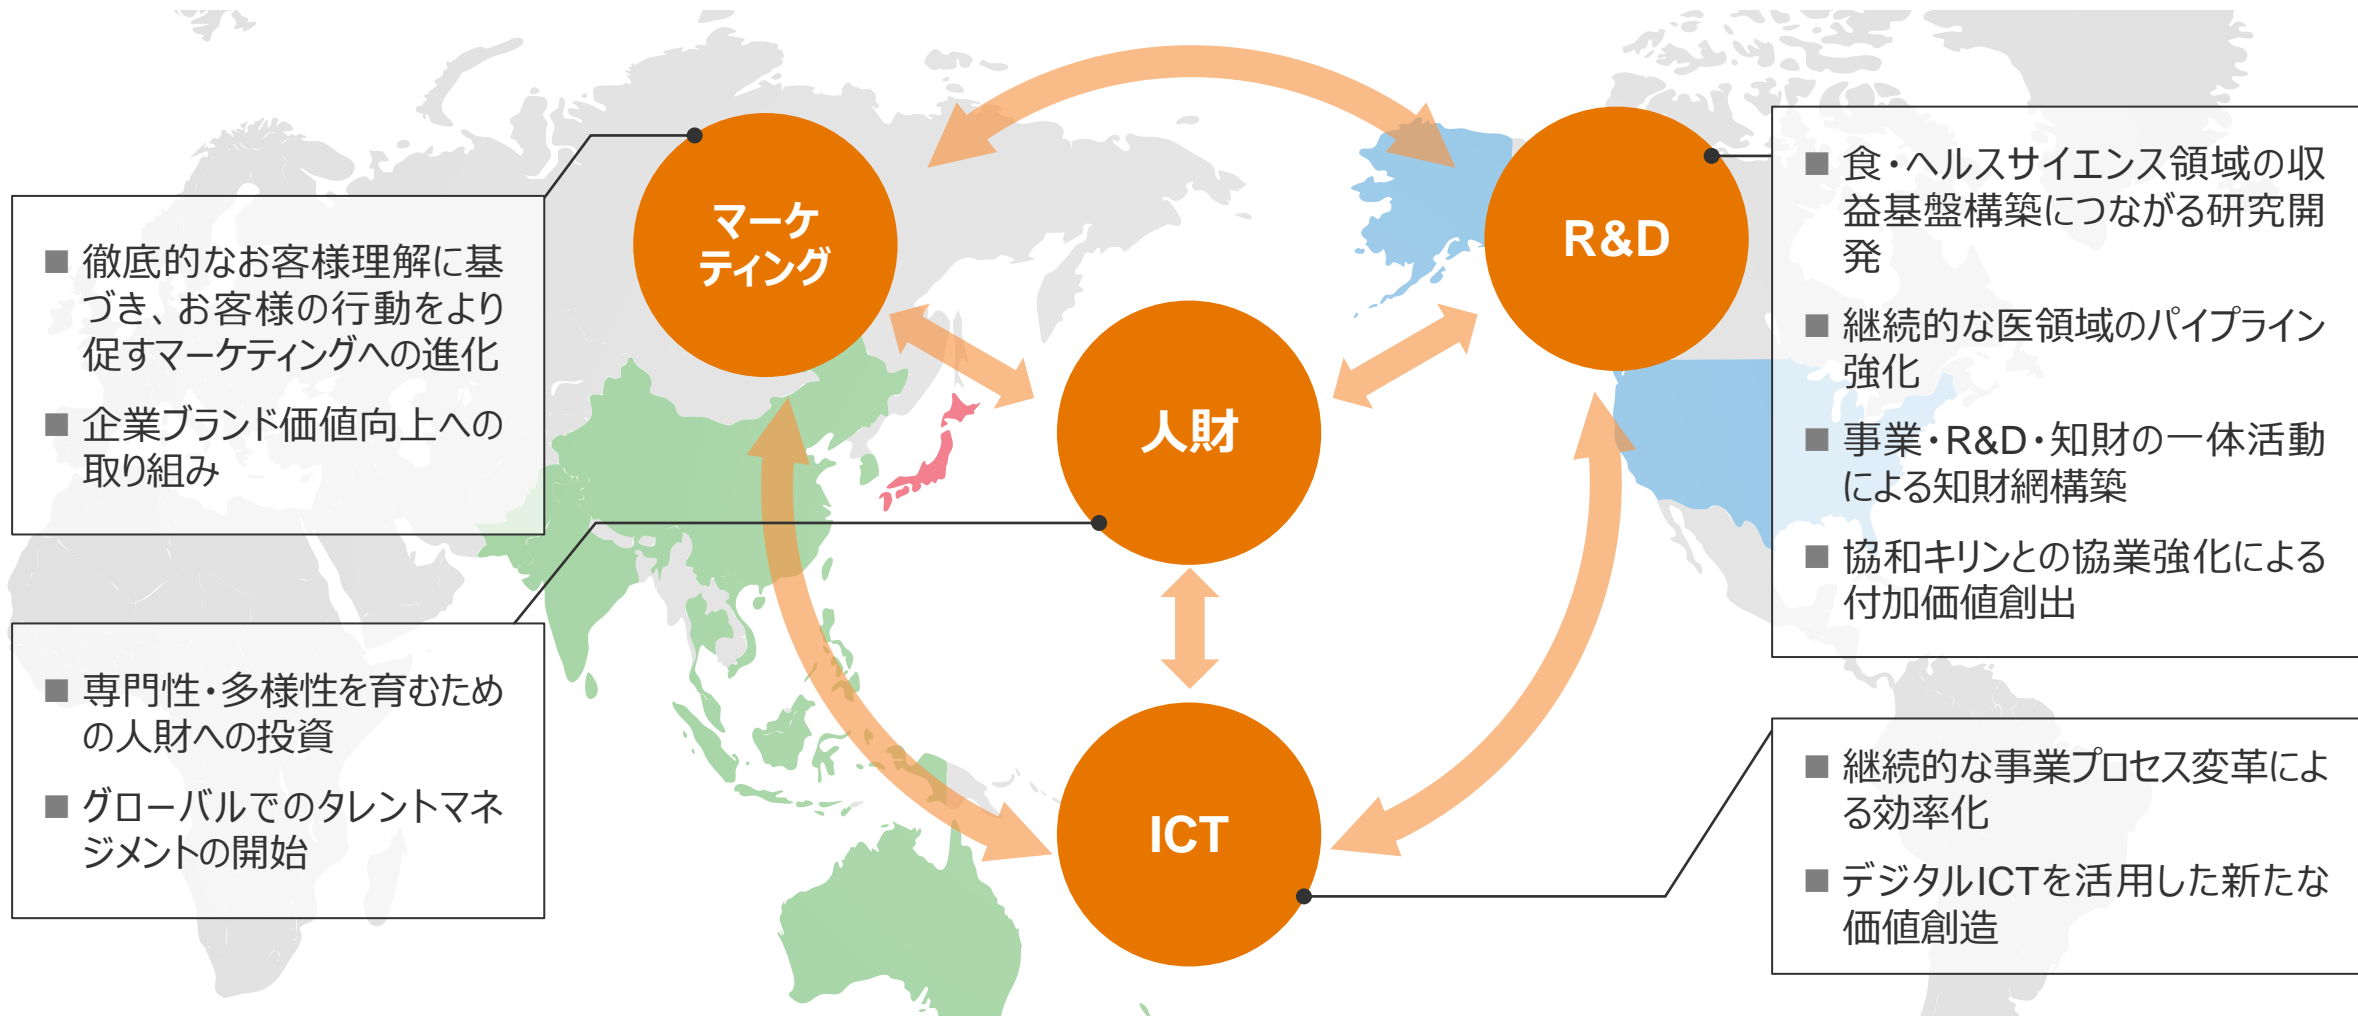 マーケ
ティング
R&D
人財
ICT
■ 徹底的なお客様理解に基
づき、お客様の行動をより
促すマーケティングへの進化
■ 企業ブランド価値向上への
取り組み
■ 専門性・多様性を育むため
の人財への投資
■ グローバルでのタレントマネ
ジメントの開始
■ 食・ヘルスサイエンス領域の収
益基盤構築につながる研究開
発
■ 継続的な医領域のパイプライン
強化
■ 事業・R&D・知財の一体活動
による知財網構築
■ 協和キリンとの協業強化による
付加価値創出
■ 継続的な事業プロセス変革によ
る効率化
■ デジタルICTを活用した新たな
価値創造